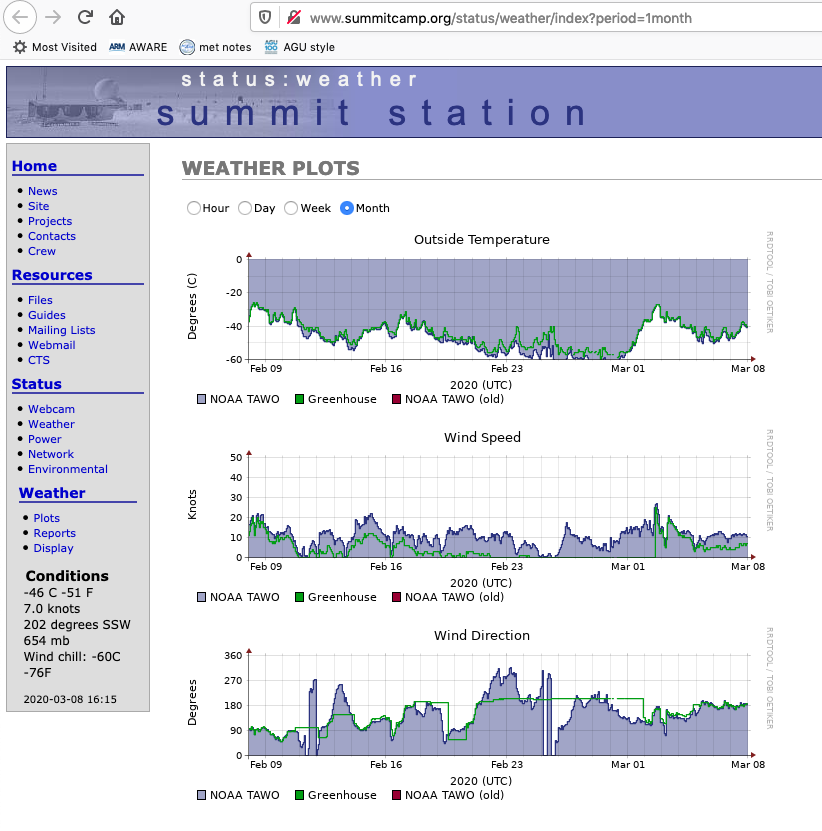 www.summitcamp.org/status/weather/index?period=1month
Most Visited ARM AWARE met notes AGU 100 AGU style
status:weather
summit station
Home
News
Site
Projects
Contacts
Crew
Resources
Files
Guides
Mailing Lists
Webmail
CTS
Status
Webcam
Weather
Power
Network
Environmental
Weather
Plots
Reports
Display
Conditions
-46 C -51 F
7.0 knots
202 degrees SSW
654 mb
Wind chill: -60C
-76F
2020-03-08 16:15
WEATHER PLOTS
Hour Day Week Month
Outside Temperature
RRDTOOL / TOBI OETIKER
Degrees (C)
0
-20
-40
-60
Feb 09 Feb 16 Feb 23 Mar 01 Mar 08
2020 (UTC)
NOAA TAWO Greenhouse NOAA TAWO (old)
Wind Speed
RRDTOOL / TOBI OETIKER
Knots
50
40
30
20
10
0
Feb 09 Feb 16 Feb 23 Mar 01 Mar 08
2020 (UTC)
NOAA TAWO Greenhouse NOAA TAWO (old)
Wind Direction
RRDTOOL / TOBI OETIKER
Degrees
360
270
180
90
0
Feb 09 Feb 16 Feb 23 Mar 01 Mar 08
2020 (UTC)
NOAA TAWO Greenhouse NOAA TAWO (old)